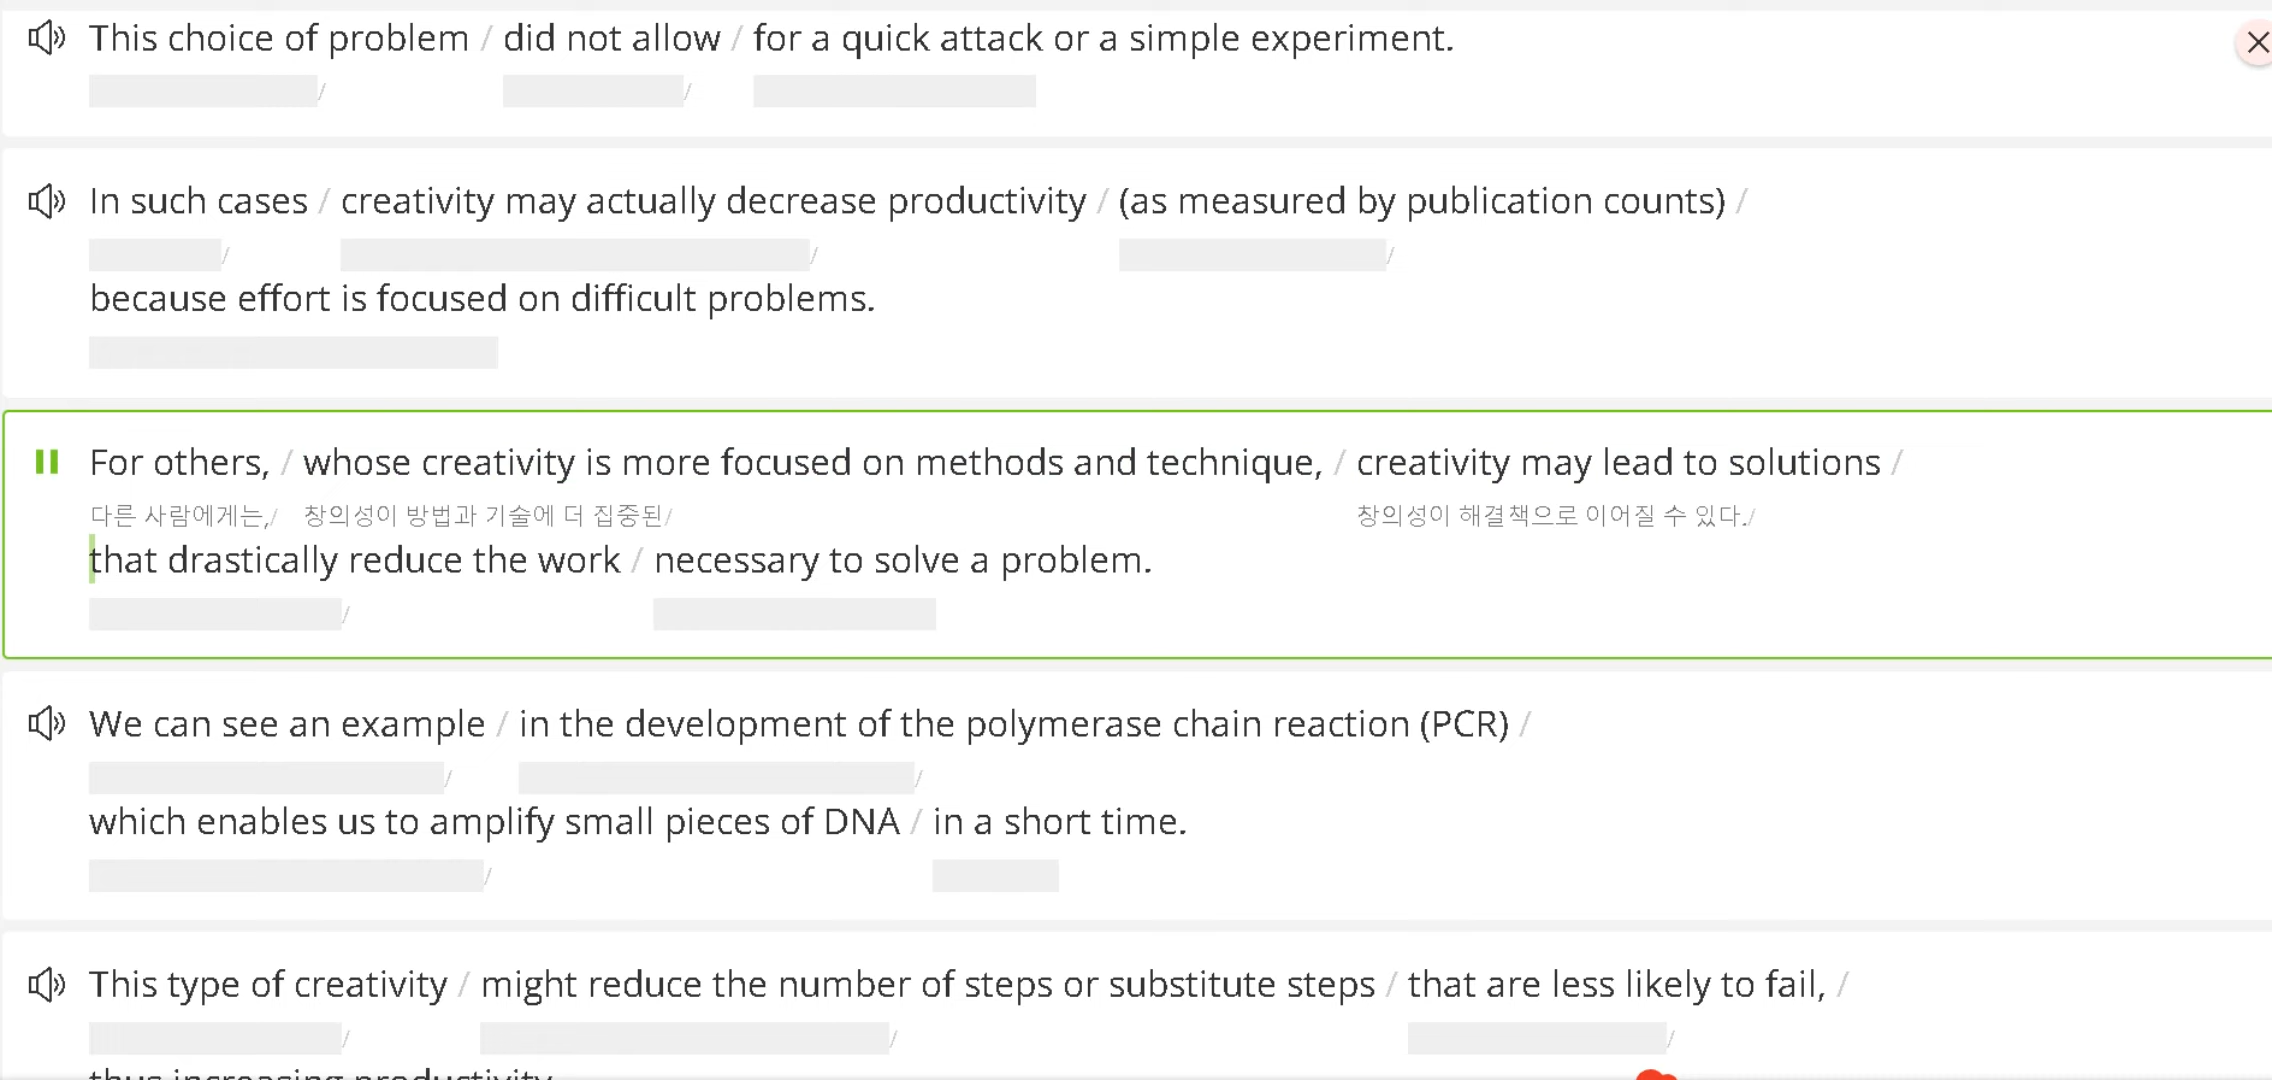 This choice of problem / did not allow / for a quick attack or a simple experiment.
/ /
In such cases / creativity may actually decrease productivity / (as measured by publication counts) /
/ / /
because effort is focused on difficult problems.
For others, / whose creativity is more focused on methods and technique, / creativity may lead to solutions /
다른 사람에게는,/ 창의성이 방법과 기술에 더 집중된/ 창의성이 해결책으로 이어질 수 있다./
that drastically reduce the work / necessary to solve a problem.
/
We can see an example / in the development of the polymerase chain reaction (PCR) /
/ /
which enables us to amplify small pieces of DNA / in a short time.
/
This type of creativity / might reduce the number of steps or substitute steps / that are less likely to fail, /
/ / /
thus increasing productivity